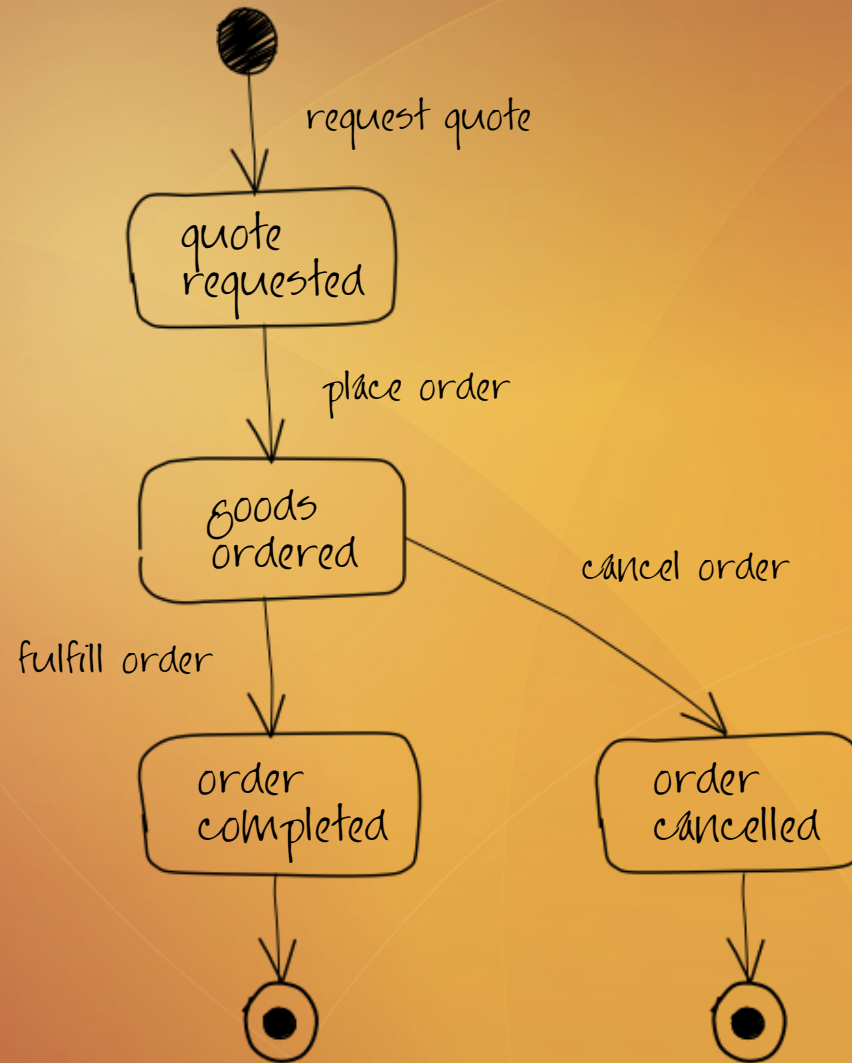 request quote
quote
requested
place order
goods
ordered
cancel order
fulfill order
order
completed
order
cancelled